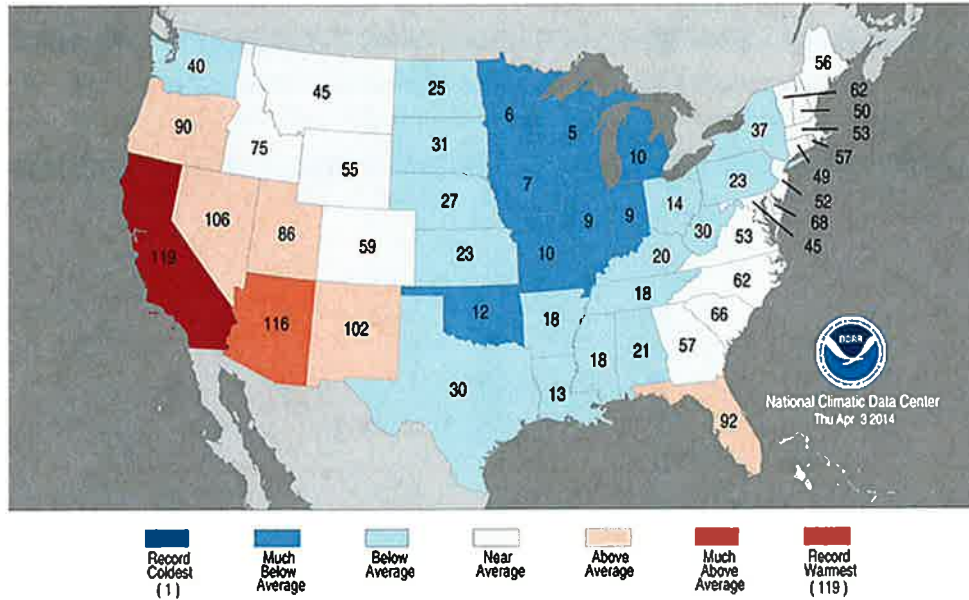 40
45
25
6
5
56
62
50
53
57
49
52
68
45
90
75
55
31
7
10
37
23
27
9
9
14
30
53
106
86
59
23
10
20
62
119
116
102
12
18
18
66
30
13
18
21
57
92
National Climatic Data Center
Thu Apr 3 2014
Record
Coldest
(1)
Much
Below
Average
Below
Average
Near
Average
Above
Average
Much
Above
Average
Record
Warmest
(119)